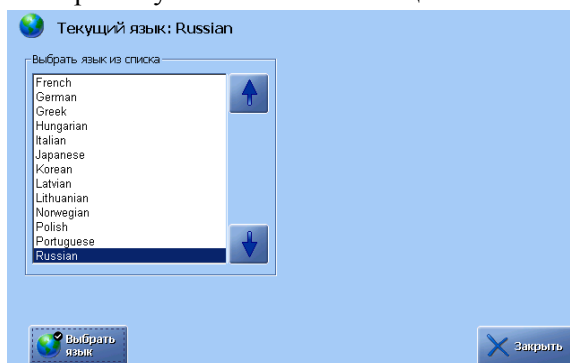 Текущий язык: Russian
Выбрать язык из списка
French
German
Greek
Hungarian
Italian
Japanese
Korean
Latvian
Lithuanian
Norwegian
Polish
Portuguese
Russian
Выбрать
язык
Закрыть